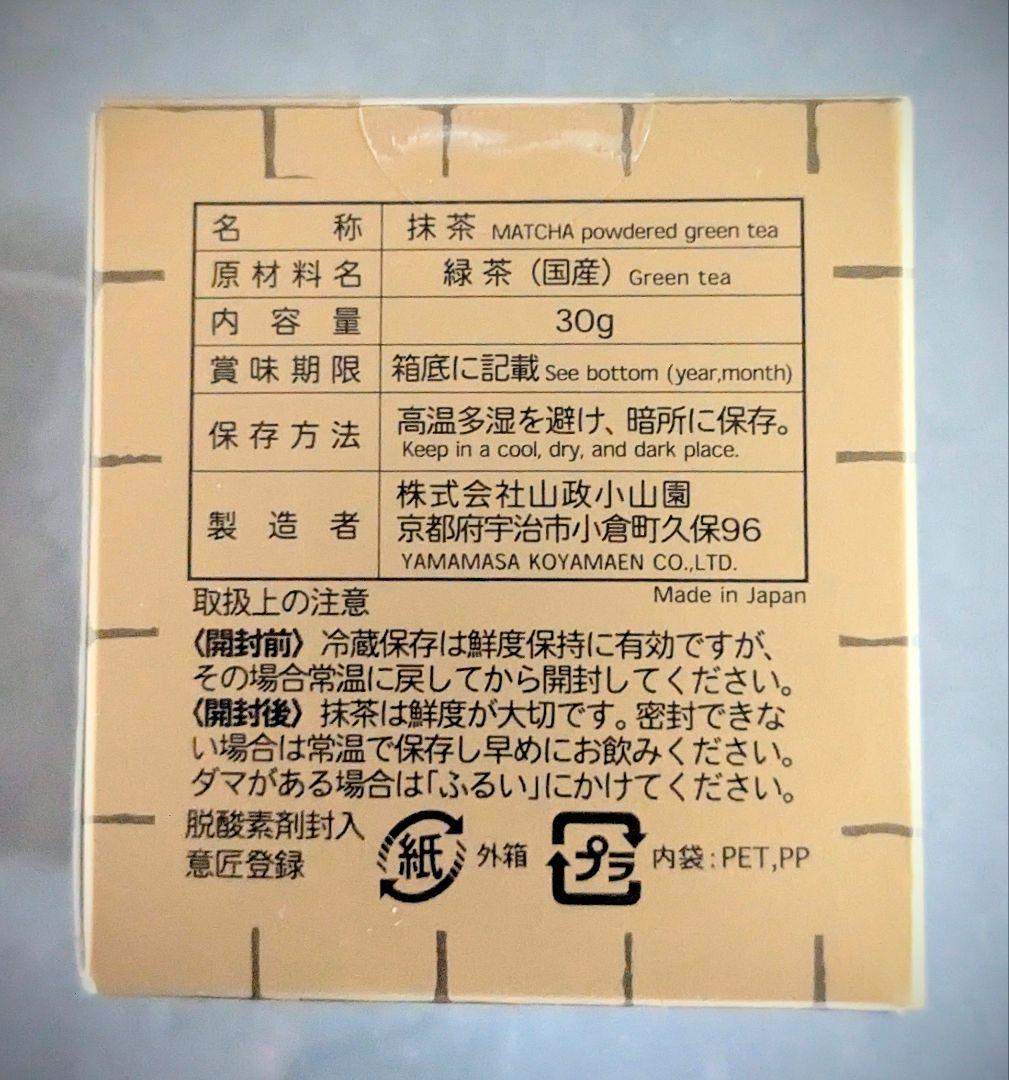 名称 抹茶 MATCHA powdered green tea
原材料名 緑茶（国産）Green tea
内容量 30g
賞味期限 箱底に記載 See bottom (year,month)
保存方法 高温多湿を避け、暗所に保存。
Keep in a cool, dry, and dark place.
株式会社山政小山園
製造者 京都府宇治市小倉町久保96
YAMAMASA KOYAMAEN CO.,LTD.
Made in Japan
取扱上の注意
〈開封前〉冷蔵保存は鮮度保持に有効ですが、
その場合常温に戻してから開封してください。
〈開封後〉抹茶は鮮度が大切です。密封できな
い場合は常温で保存し早めにお飲みください。
ダマがある場合は「ふるい」にかけてください。
脱酸素剤封入
意匠登録
紙 外箱 プラ 内袋：PET,PP